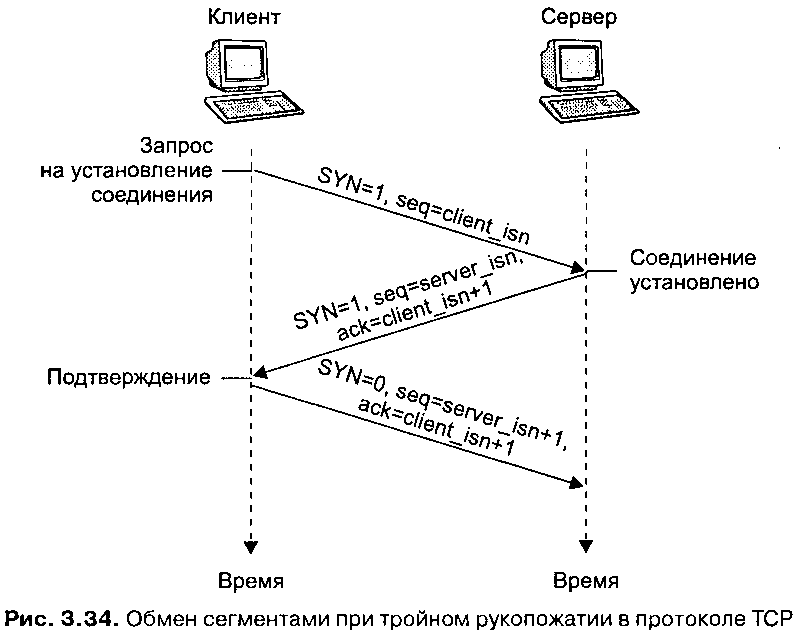 Клиент
Сервер
Запрос
на установление
соединения
SYN=1, seq=client_isn
Соединение
установлено
SYN=1, seq=server_isn,
ack=client_isn+1
Подтверждение
SYN=0, seq=server_isn+1,
ack=client_isn+1
Время
Время
Рис. 3.34. Обмен сегментами при тройном рукопожатии в протоколе TCP